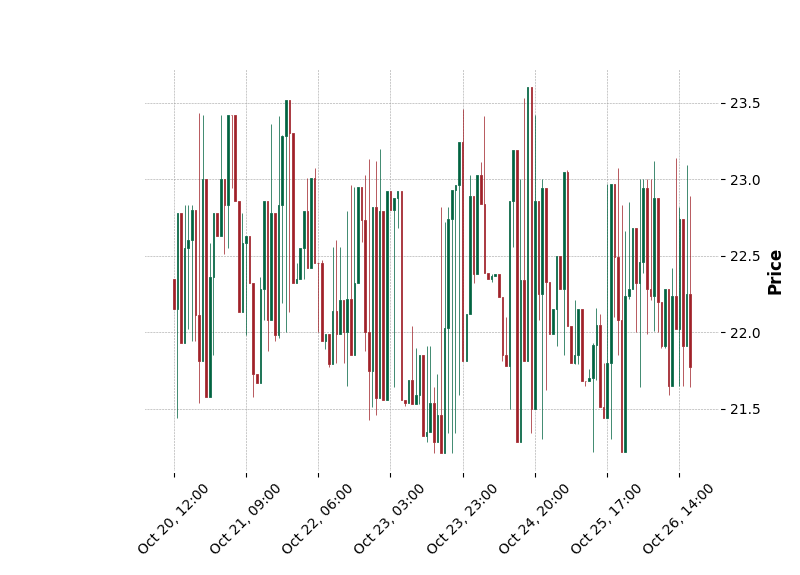 23.5
23.0
22.5
22.0
21.5
Price
Oct 20, 12:00
Oct 21, 09:00
Oct 22, 06:00
Oct 23, 03:00
Oct 23, 23:00
Oct 24, 20:00
Oct 25, 17:00
Oct 26, 14:00